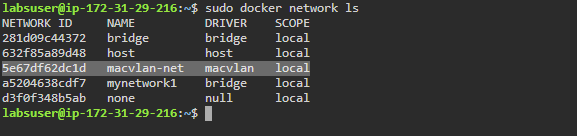 labsuser@ip-172-31-29-216:~$ sudo docker network ls
NETWORK ID     NAME          DRIVER    SCOPE
281d09c44372   bridge        bridge    local
632f85a89d48   host          host      local
5e67df62dc1d   macvlan-net   macvlan   local
a5204638cdf7   mynetwork1    bridge    local
d3f0f348b5ab   none          null      local
labsuser@ip-172-31-29-216:~$